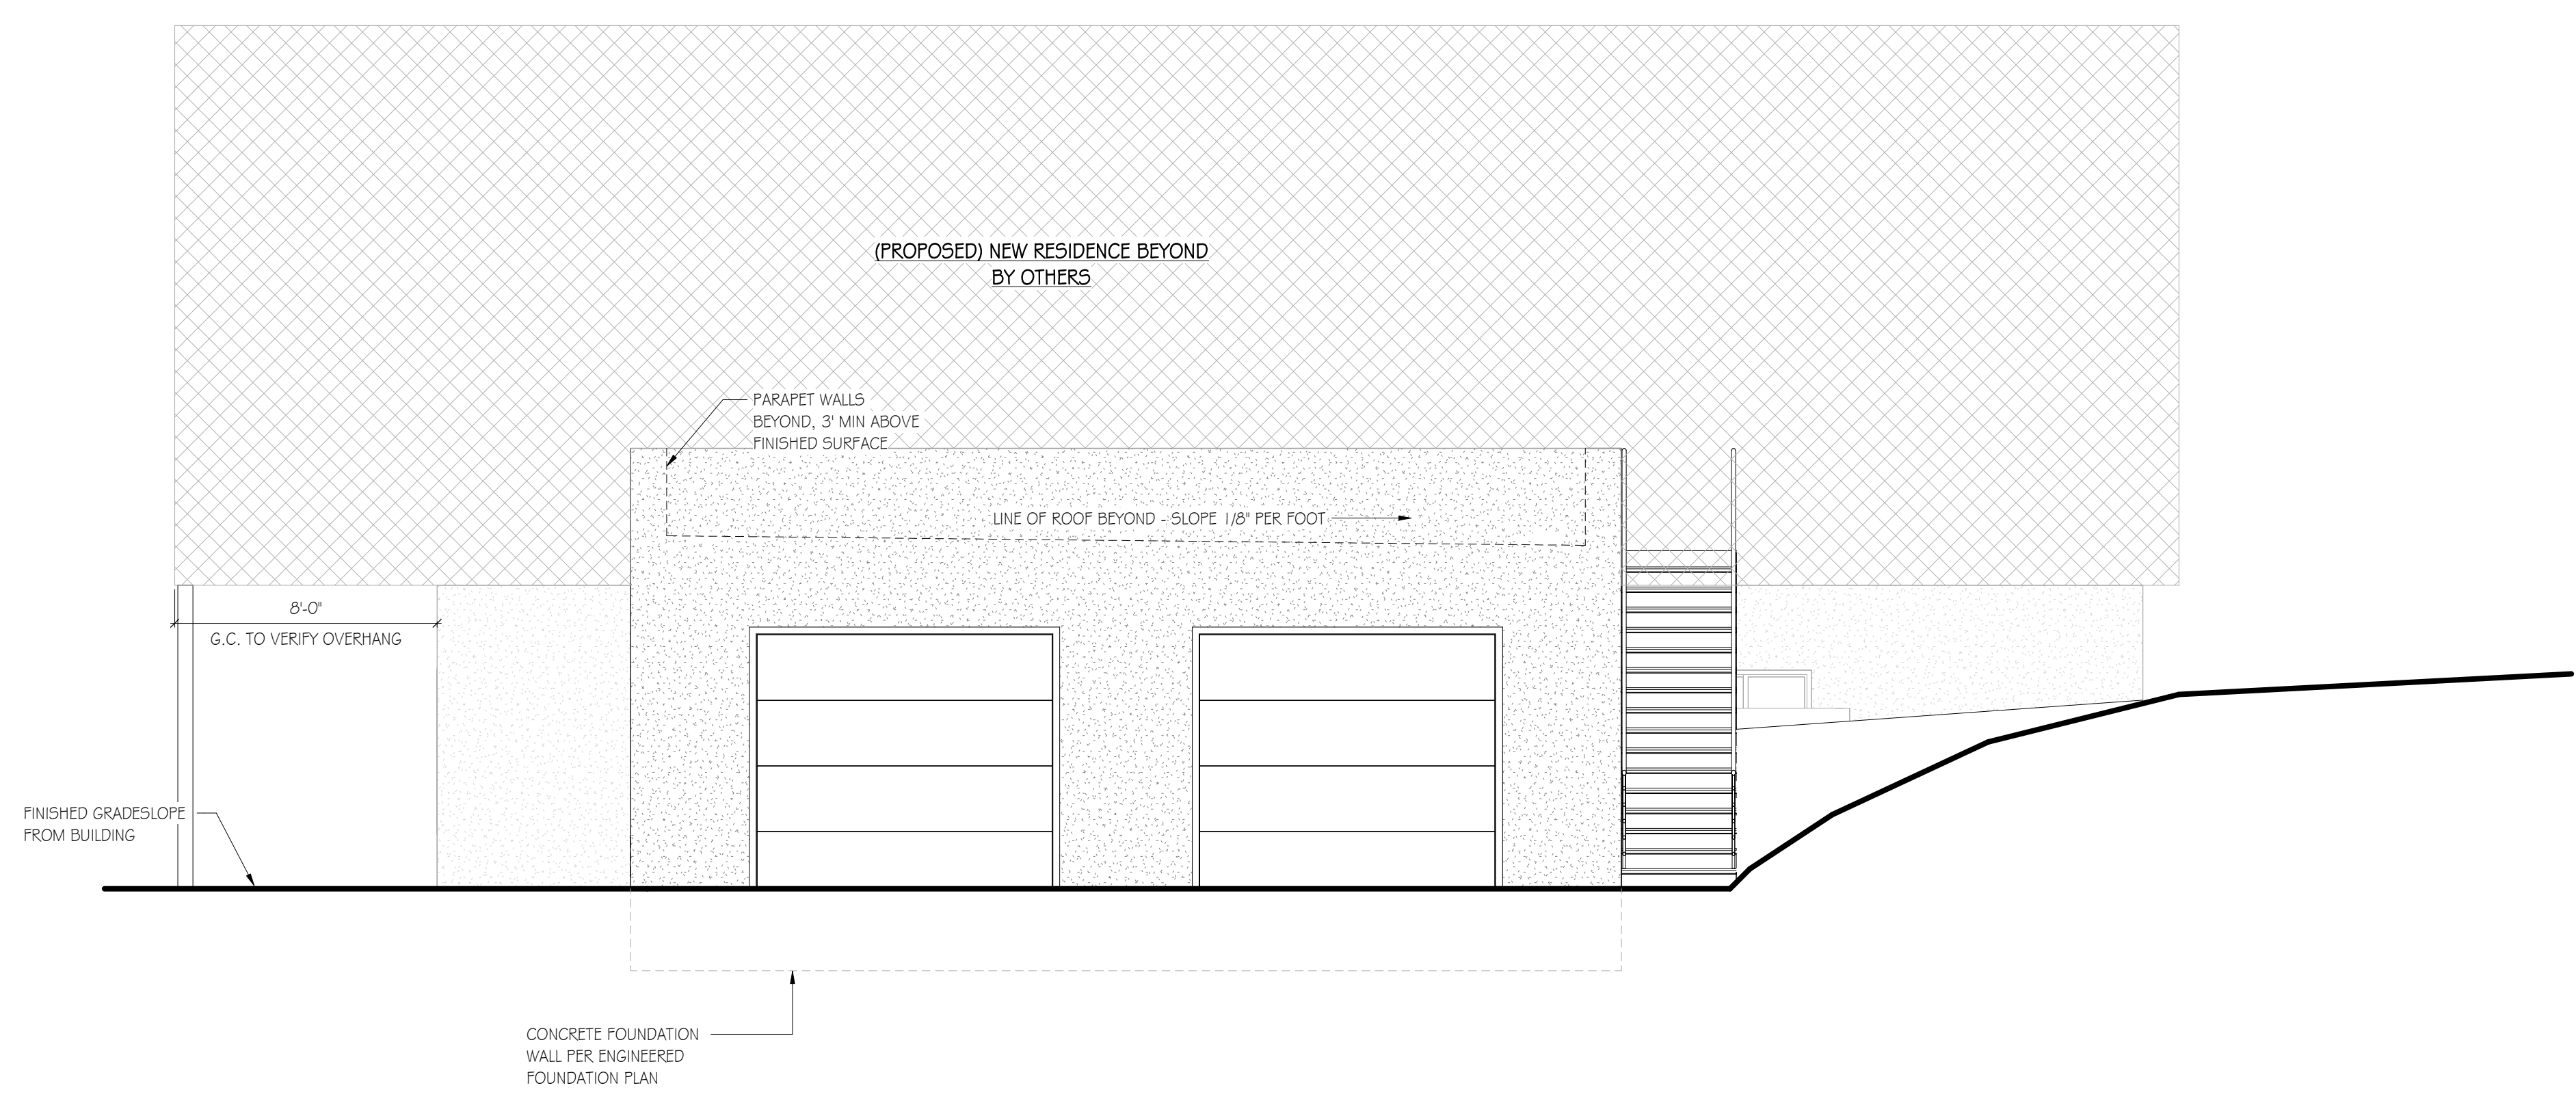 (PROPOSED) NEW RESIDENCE BEYOND
BY OTHERS
PARAPET WALLS
BEYOND, 3' MIN ABOVE
FINISHED SURFACE
LINE OF ROOF BEYOND - SLOPE 1/8" PER FOOT
8'-0"
G.C. TO VERIFY OVERHANG
FINISHED GRADESLOPE
FROM BUILDING
CONCRETE FOUNDATION
WALL PER ENGINEERED
FOUNDATION PLAN